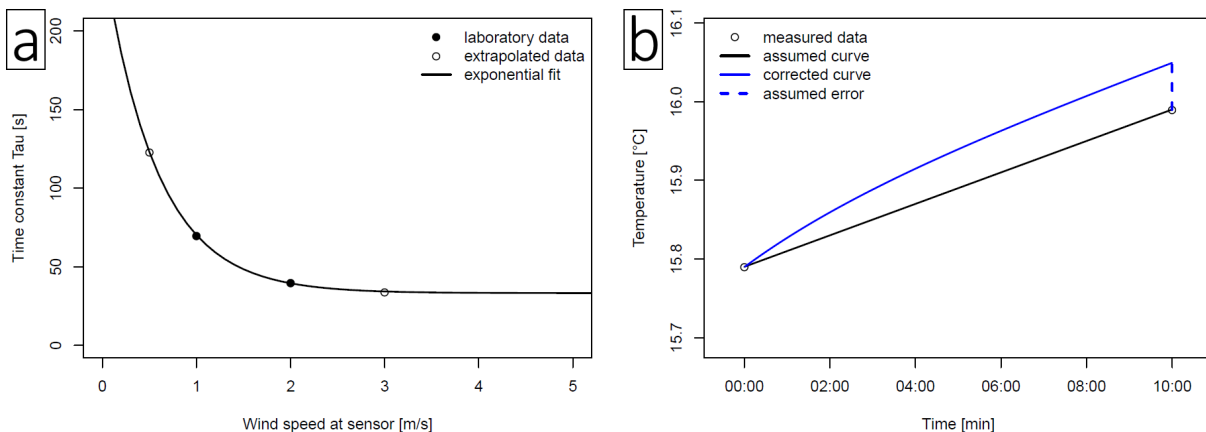 a
laboratory data
extrapolated data
exponential fit
Time constant Tau [s]
200
150
100
50
0
0 1 2 3 4 5
Wind speed at sensor [m/s]
b
measured data
assumed curve
corrected curve
assumed error
Temperature [°C]
16.1
16.0
15.9
15.8
15.7
00:00 02:00 04:00 06:00 08:00 10:00
Time [min]